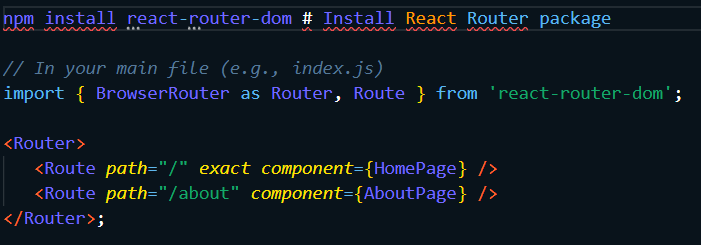 npm install react-router-dom # Install React Router package
// In your main file (e.g., index.js)
import { BrowserRouter as Router, Route } from 'react-router-dom';
<Router>
<Route path="/" exact component={HomePage} />
<Route path="/about" component={AboutPage} />
</Router>;